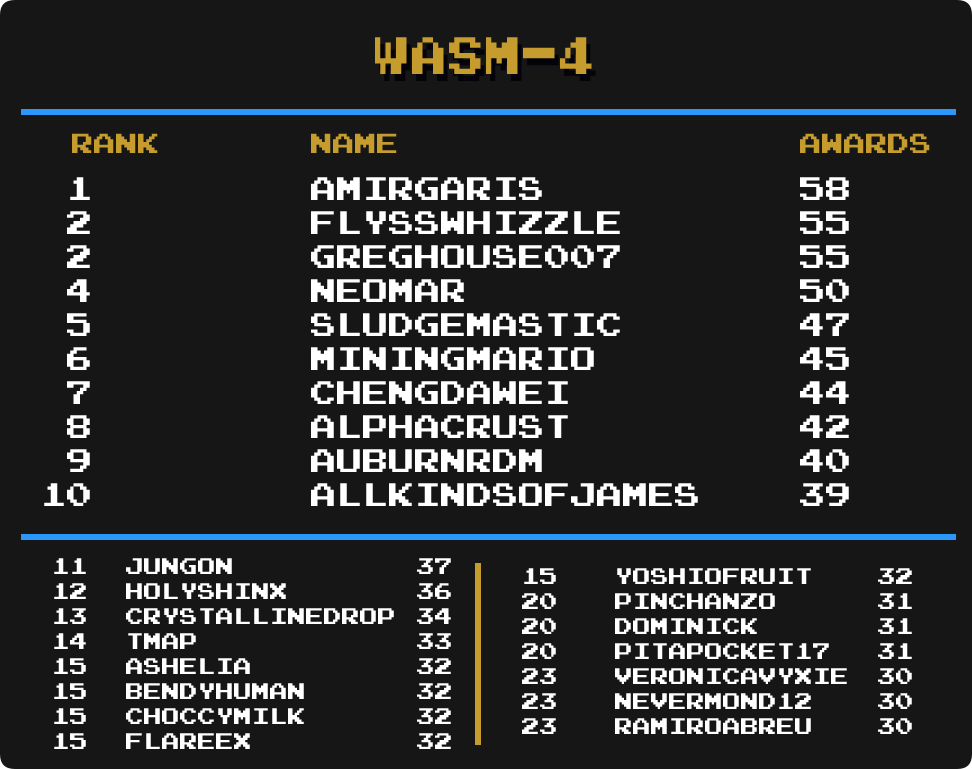 WASM-4
RANK NAME AWARDS
1 AMIRGARIS 58
2 FLYSSWHIZZLE 55
2 GREGHOUSE007 55
4 NEOMAR 50
5 SLUDGEMASTIC 47
6 MININGMARIO 45
7 CHENGDAWEI 44
8 ALPHACRUST 42
9 AUBURNRDM 40
10 ALLKINDSOFJAMES 39
11 JUNGON 37
12 HOLYSHINX 36
13 CRYSTALLINEDROP 34
14 TMAP 33
15 ASHELIA 32
15 BENDYHUMAN 32
15 CHOCCYMILK 32
15 FLAREEX 32
15 YOSHIOFRUIT 32
20 PINCHANZO 31
20 DOMINICK 31
20 PITAPOCKET17 31
23 VERONICAVYXIE 30
23 NEVERMOND12 30
23 RAMIROABREU 30